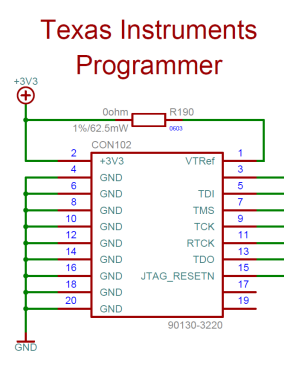 Texas Instruments
Programmer
+3V3
0ohm R190
1%/62.5mW 0603
CON102
2 +3V3 VTRef 1
4 GND 3
6 GND TDI 5
8 GND TMS 7
10 GND TCK 9
12 GND RTCK 11
14 GND TDO 13
16 GND JTAG_RESETN 15
18 GND 17
20 GND 19
90130-3220
GND